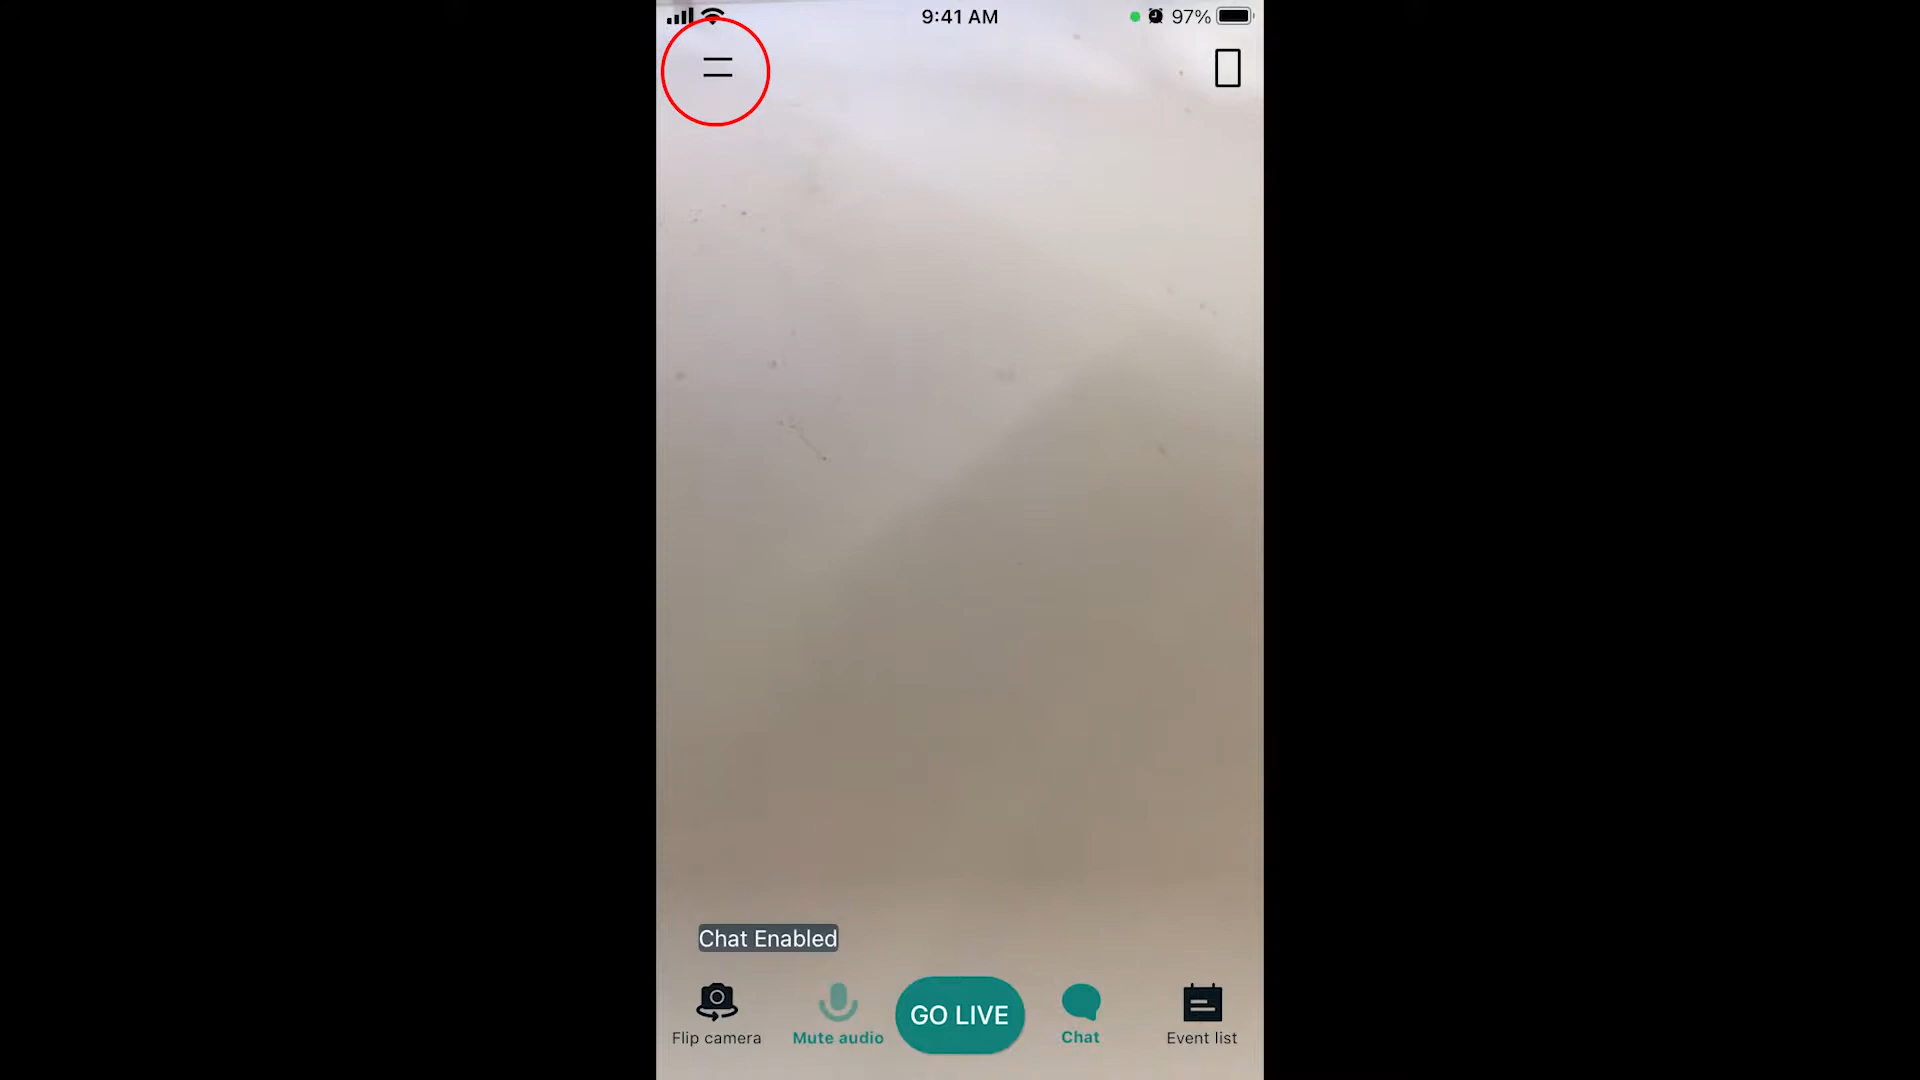 9:41 AM
97%
Chat Enabled
Flip camera
Mute audio
GO LIVE
Chat
Event list